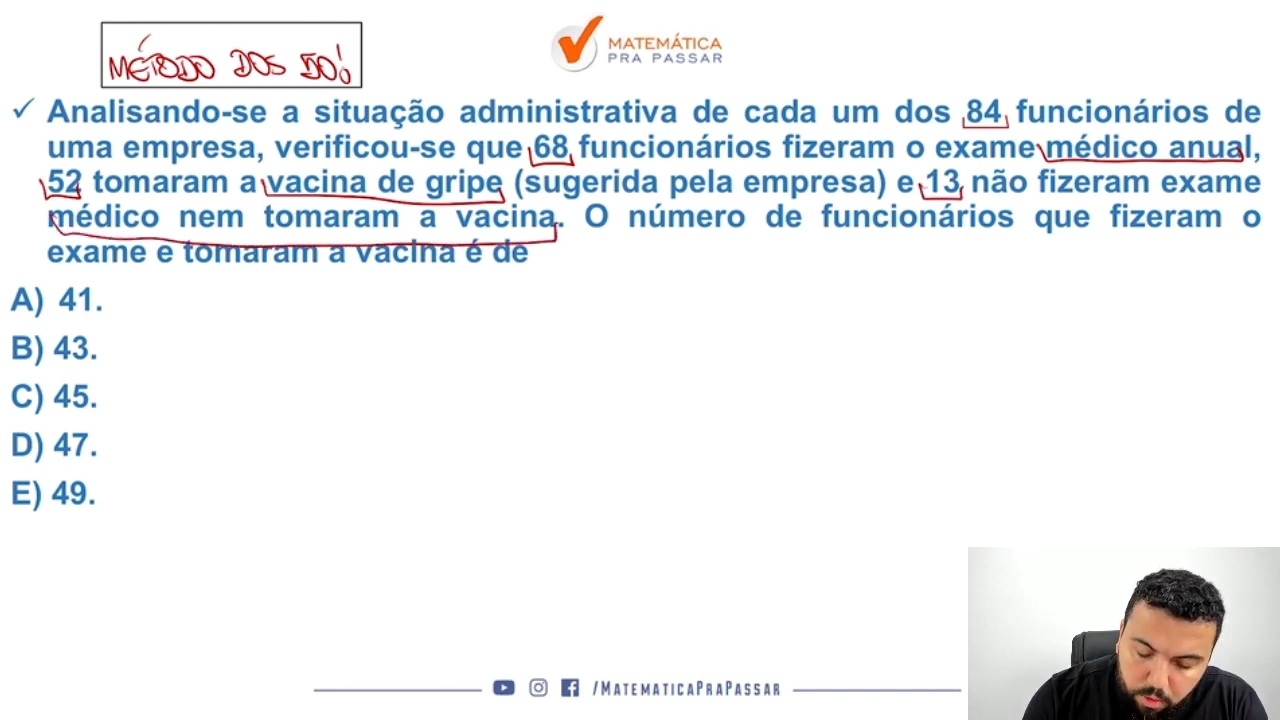 MÉTODO DOS DO!
MATEMÁTICA
PRA PASSAR
✓ Analisando-se a situação administrativa de cada um dos 84 funcionários de
uma empresa, verificou-se que 68 funcionários fizeram o exame médico anual,
52 tomaram a vacina de gripe (sugerida pela empresa) e 13 não fizeram exame
médico nem tomaram a vacina. O número de funcionários que fizeram o
exame e tomaram a vacina é de
A) 41.
B) 43.
C) 45.
D) 47.
E) 49.
/MATEMATICAPRAPASSAR